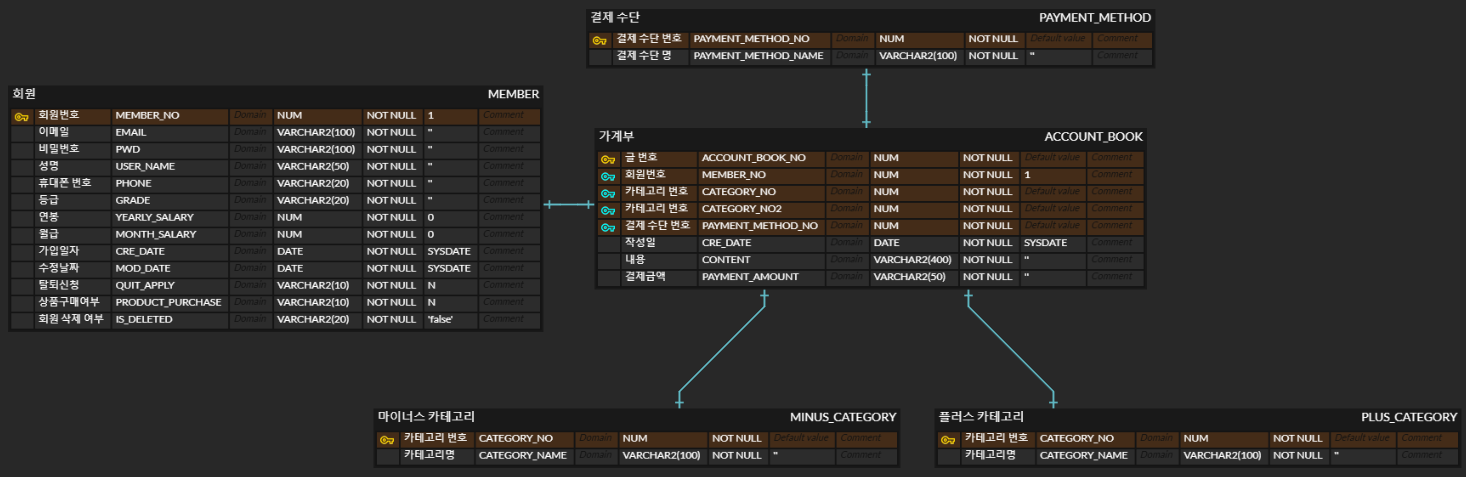 결제 수단 PAYMENT_METHOD
결제 수단 번호 PAYMENT_METHOD_NO Domain NUM NOT NULL Default value Comment
결제 수단 명 PAYMENT_METHOD_NAME Domain VARCHAR2(100) NOT NULL '' Comment
회원 MEMBER
회원번호 MEMBER_NO Domain NUM NOT NULL 1 Comment
이메일 EMAIL Domain VARCHAR2(100) NOT NULL '' Comment
비밀번호 PWD Domain VARCHAR2(100) NOT NULL '' Comment
성명 USER_NAME Domain VARCHAR2(50) NOT NULL '' Comment
휴대폰 번호 PHONE Domain VARCHAR2(20) NOT NULL '' Comment
등급 GRADE Domain VARCHAR2(20) NOT NULL '' Comment
연봉 YEARLY_SALARY Domain NUM NOT NULL 0 Comment
월급 MONTH_SALARY Domain NUM NOT NULL 0 Comment
가입일자 CRE_DATE Domain DATE NOT NULL SYSDATE Comment
수정날짜 MOD_DATE Domain DATE NOT NULL SYSDATE Comment
탈퇴신청 QUIT_APPLY Domain VARCHAR2(10) NOT NULL N Comment
상품구매여부 PRODUCT_PURCHASE Domain VARCHAR2(10) NOT NULL N Comment
회원 삭제 여부 IS_DELETED Domain VARCHAR2(20) NOT NULL 'false' Comment
가계부 ACCOUNT_BOOK
글 번호 ACCOUNT_BOOK_NO Domain NUM NOT NULL Default value Comment
회원번호 MEMBER_NO Domain NUM NOT NULL 1 Comment
카테고리 번호 CATEGORY_NO Domain NUM NOT NULL Default value Comment
카테고리 번호 CATEGORY_NO2 Domain NUM NOT NULL Default value Comment
결제 수단 번호 PAYMENT_METHOD_NO Domain NUM NOT NULL Default value Comment
작성일 CRE_DATE Domain DATE NOT NULL SYSDATE Comment
내용 CONTENT Domain VARCHAR2(400) NOT NULL '' Comment
결제금액 PAYMENT_AMOUNT Domain VARCHAR2(50) NOT NULL '' Comment
마이너스 카테고리 MINUS_CATEGORY
카테고리 번호 CATEGORY_NO Domain NUM NOT NULL Default value Comment
카테고리명 CATEGORY_NAME Domain VARCHAR2(100) NOT NULL '' Comment
플러스 카테고리 PLUS_CATEGORY
카테고리 번호 CATEGORY_NO Domain NUM NOT NULL Default value Comment
카테고리명 CATEGORY_NAME Domain VARCHAR2(100) NOT NULL '' Comment